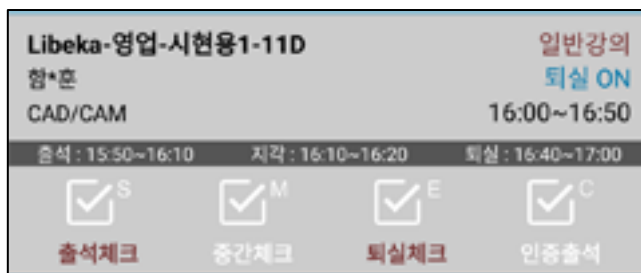 Libeka-영업-시현용1-11D 일반강의
함*훈 퇴실 ON
CAD/CAM 16:00~16:50
출석 : 15:50~16:10 지각 : 16:10~16:20 퇴실 : 16:40~17:00
S M E C
출석체크 중간체크 퇴실체크 인증출석